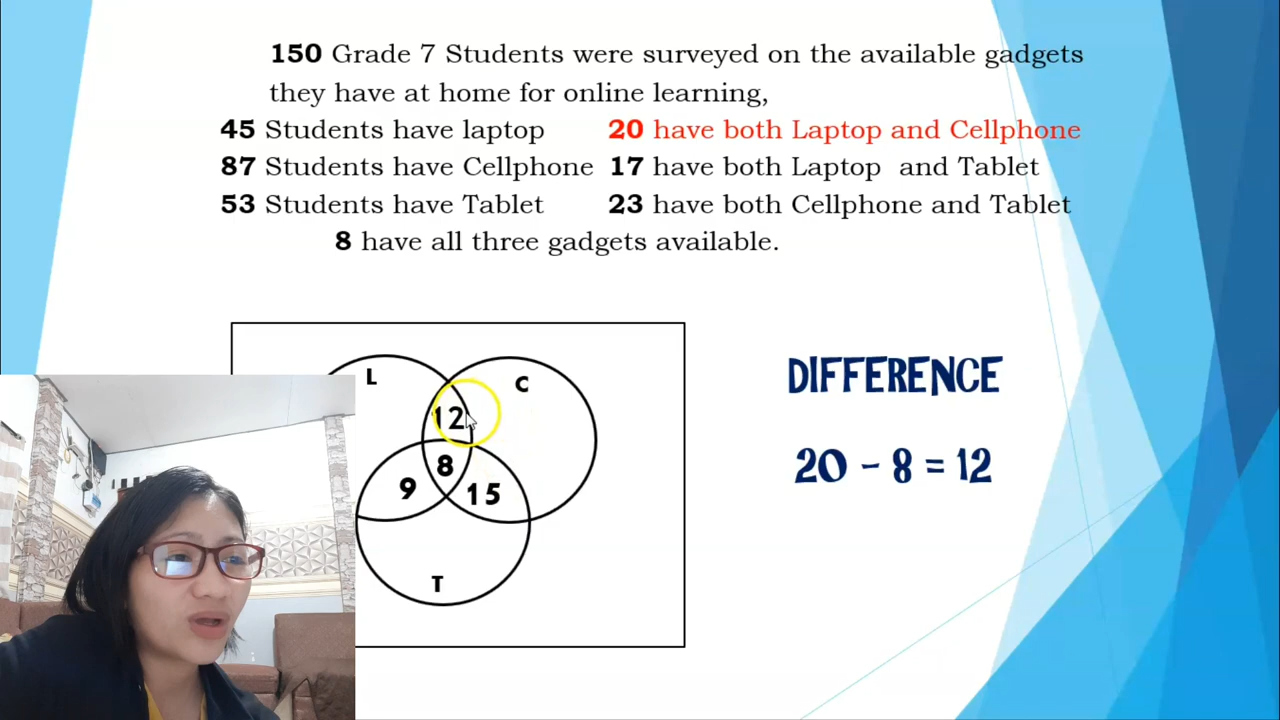 150 Grade 7 Students were surveyed on the available gadgets
they have at home for online learning,
45 Students have laptop
20 have both Laptop and Cellphone
87 Students have Cellphone
17 have both Laptop and Tablet
53 Students have Tablet
23 have both Cellphone and Tablet
8 have all three gadgets available.
L
C
12
8
9
15
T
DIFFERENCE
20 - 8 = 12